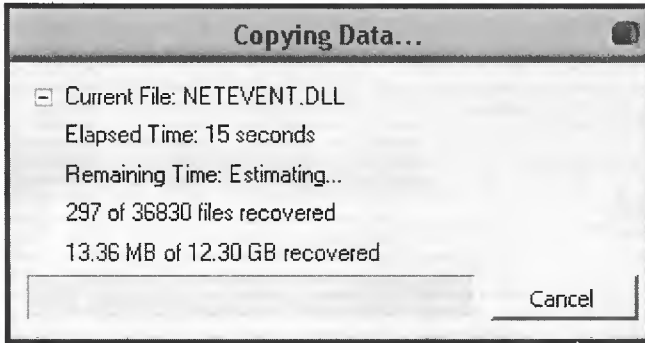 Copying Data...
Current File: NETEVENT.DLL
Elapsed Time: 15 seconds
Remaining Time: Estimating...
297 of 36830 files recovered
13.36 MB of 12.30 GB recovered
Cancel